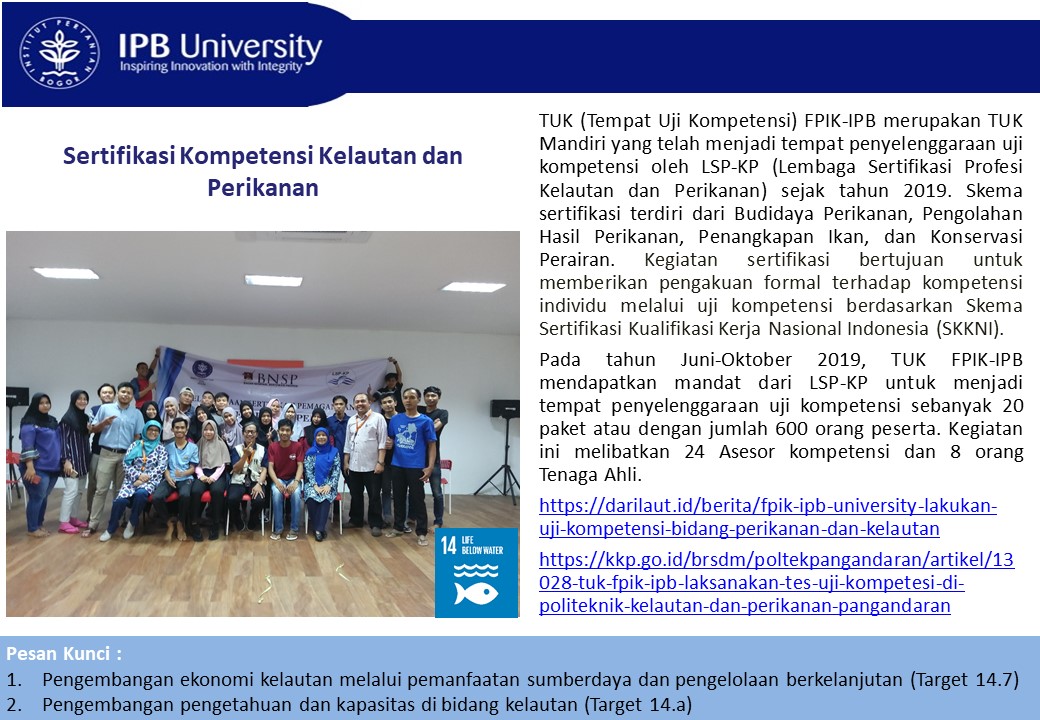 INSTITUT PERTANIAN
BOGOR
IPB University
Inspiring Innovation with Integrity
Sertifikasi Kompetensi Kelautan dan
Perikanan
BNSP
LSP-KP
14 LIFE
BELOW WATER
TUK (Tempat Uji Kompetensi) FPIK-IPB merupakan TUK
Mandiri yang telah menjadi tempat penyelenggaraan uji
kompetensi oleh LSP-KP (Lembaga Sertifikasi Profesi
Kelautan dan Perikanan) sejak tahun 2019. Skema
sertifikasi terdiri dari Budidaya Perikanan, Pengolahan
Hasil Perikanan, Penangkapan Ikan, dan Konservasi
Perairan. Kegiatan sertifikasi bertujuan untuk
memberikan pengakuan formal terhadap kompetensi
individu melalui uji kompetensi berdasarkan Skema
Sertifikasi Kualifikasi Kerja Nasional Indonesia (SKKNI).
Pada tahun Juni-Oktober 2019, TUK FPIK-IPB
mendapatkan mandat dari LSP-KP untuk menjadi
tempat penyelenggaraan uji kompetensi sebanyak 20
paket atau dengan jumlah 600 orang peserta. Kegiatan
ini melibatkan 24 Asesor kompetensi dan 8 orang
Tenaga Ahli.
https://darilaut.id/berita/fpik-ipb-university-lakukan-
uji-kompetensi-bidang-perikanan-dan-kelautan
https://kkp.go.id/brsdm/poltekpangandaran/artikel/13
028-tuk-fpik-ipb-laksanakan-tes-uji-kompetesi-di-
politeknik-kelautan-dan-perikanan-pangandaran
Pesan Kunci :
1. Pengembangan ekonomi kelautan melalui pemanfaatan sumberdaya dan pengelolaan berkelanjutan (Target 14.7)
2. Pengembangan pengetahuan dan kapasitas di bidang kelautan (Target 14.a)